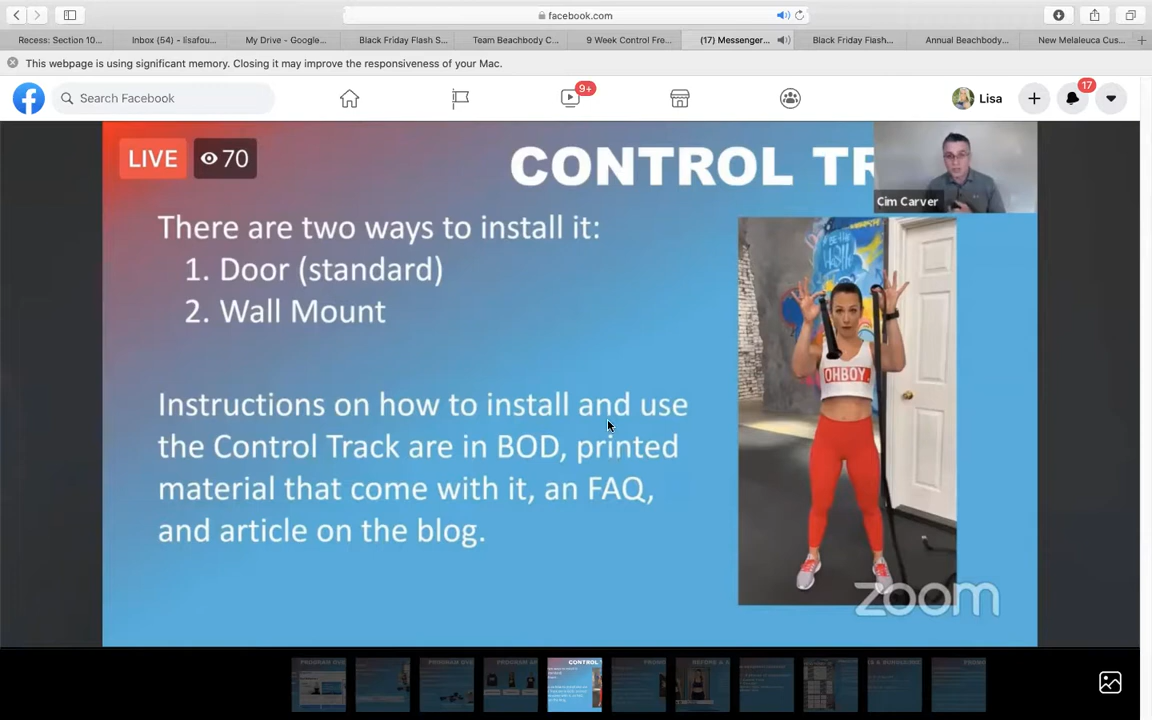 facebook.com
Recess: Section 10...
Inbox (54) - lisafou...
My Drive - Google...
Black Friday Flash S...
Team Beachbody C...
9 Week Control Fre...
(17) Messenger...
Black Friday Flash...
Annual Beachbody...
New Melaleuca Cus...
This webpage is using significant memory. Closing it may improve the responsiveness of your Mac.
Search Facebook
9+
Lisa
17
LIVE 70
CONTROL TR
Cim Carver
There are two ways to install it:
1. Door (standard)
2. Wall Mount
OHBOY.
Instructions on how to install and use
the Control Track are in BOD, printed
material that come with it, an FAQ,
and article on the blog.
zoom